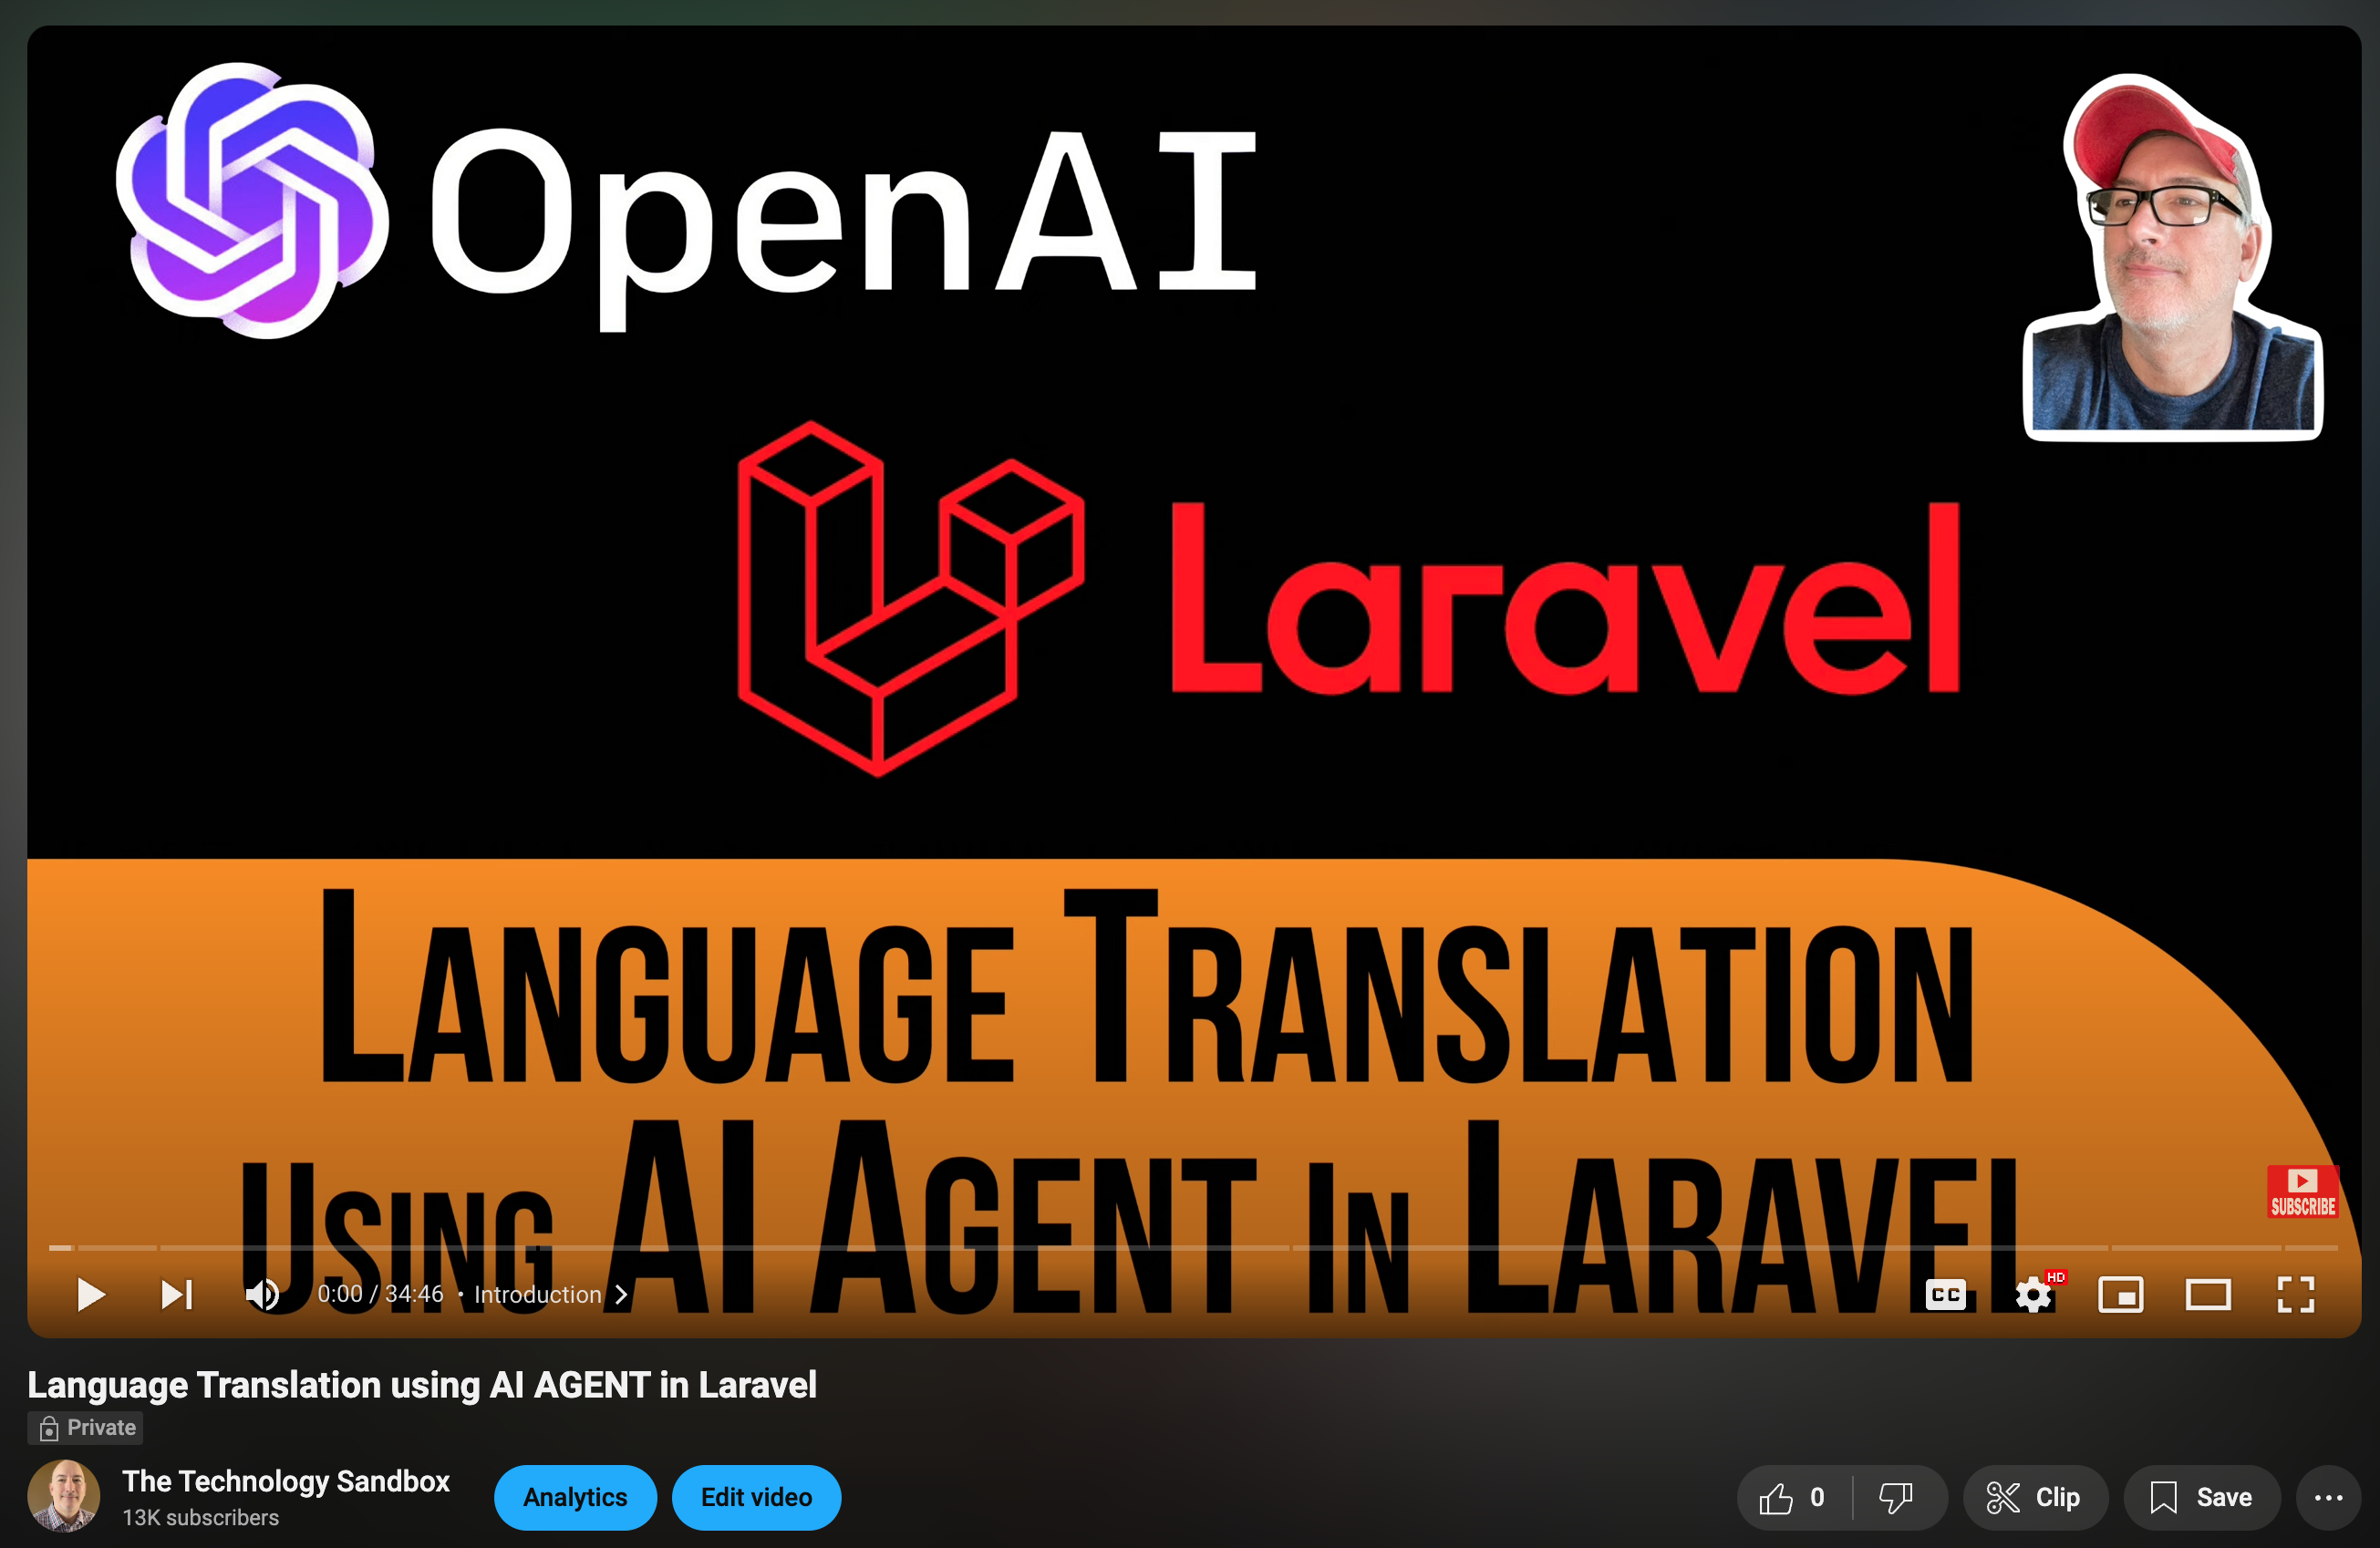 OpenAI
Laravel
LANGUAGE TRANSLATION
USING AI AGENT IN LARAVEL
SUBSCRIBE
0:00 / 34:46 • Introduction
CC
HD
Language Translation using AI AGENT in Laravel
Private
The Technology Sandbox
13K subscribers
Analytics
Edit video
0
Clip
Save